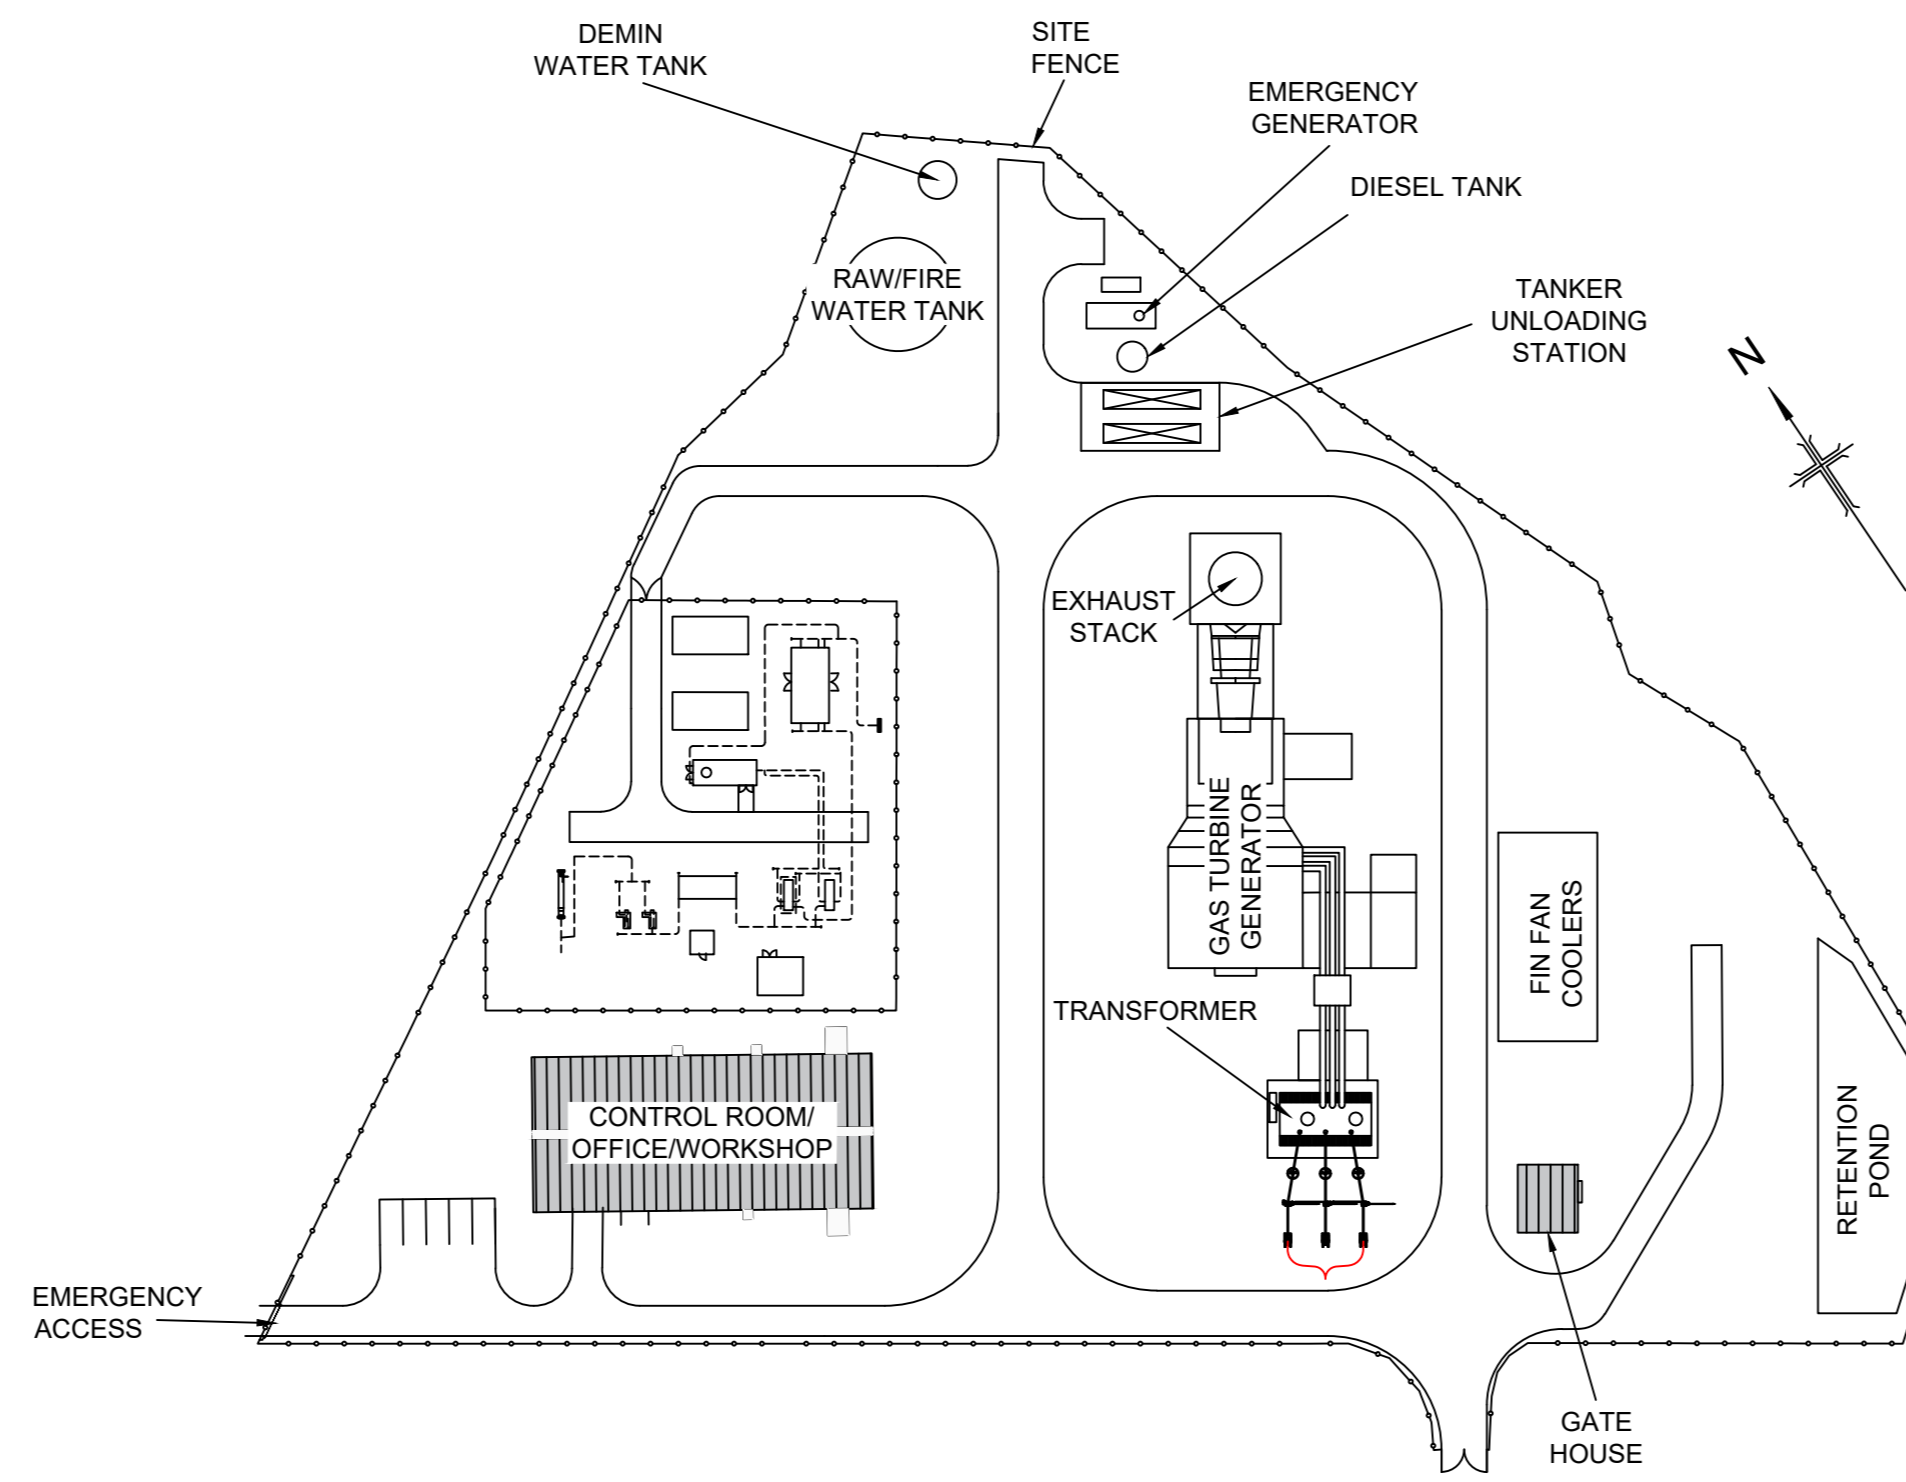 DEMIN
WATER TANK
SITE
FENCE
EMERGENCY
GENERATOR
DIESEL TANK
RAW/FIRE
WATER TANK
TANKER
UNLOADING
STATION
N
EXHAUST
STACK
GAS TURBINE
GENERATOR
FIN FAN
COOLERS
TRANSFORMER
CONTROL ROOM/
OFFICE/WORKSHOP
RETENTION
POND
EMERGENCY
ACCESS
GATE
HOUSE